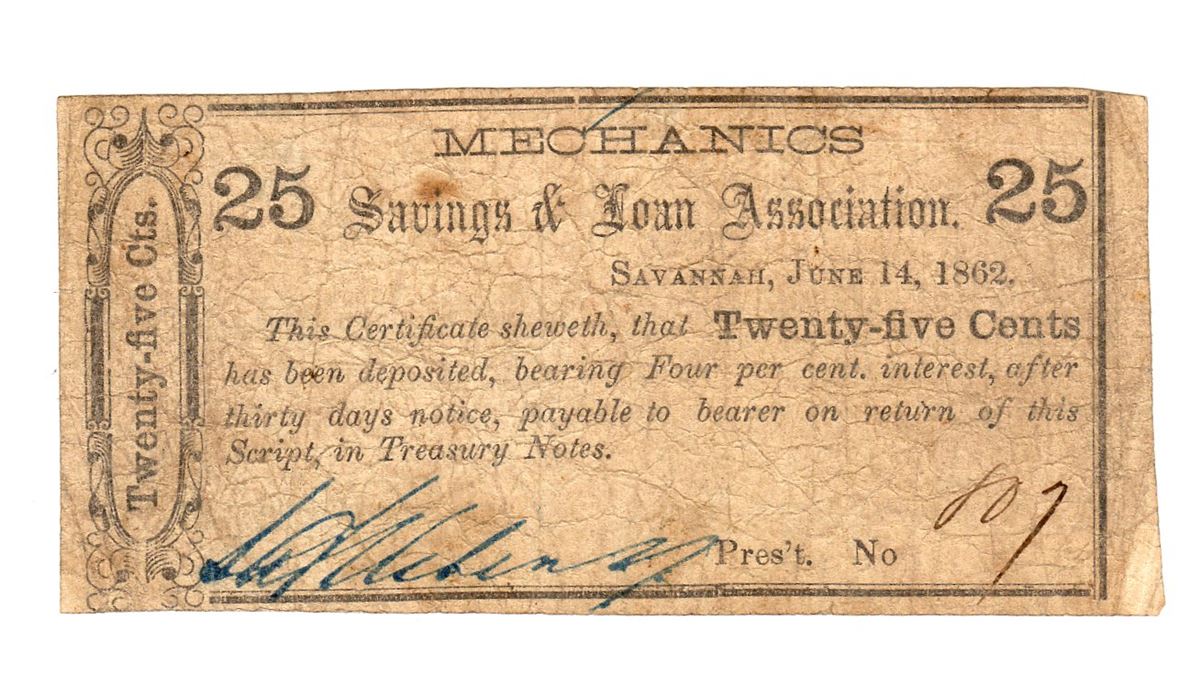 MECHANICS
25 Savings & Loan Association. 25
SAVANNAH, JUNE 14, 1862.
This Certificate sheweth, that Twenty-five Cents
has been deposited, bearing Four per cent. interest, after
thirty days notice, payable to bearer on return of this
Script, in Treasury Notes.
Pres't. No 807
Twenty-five Cts.